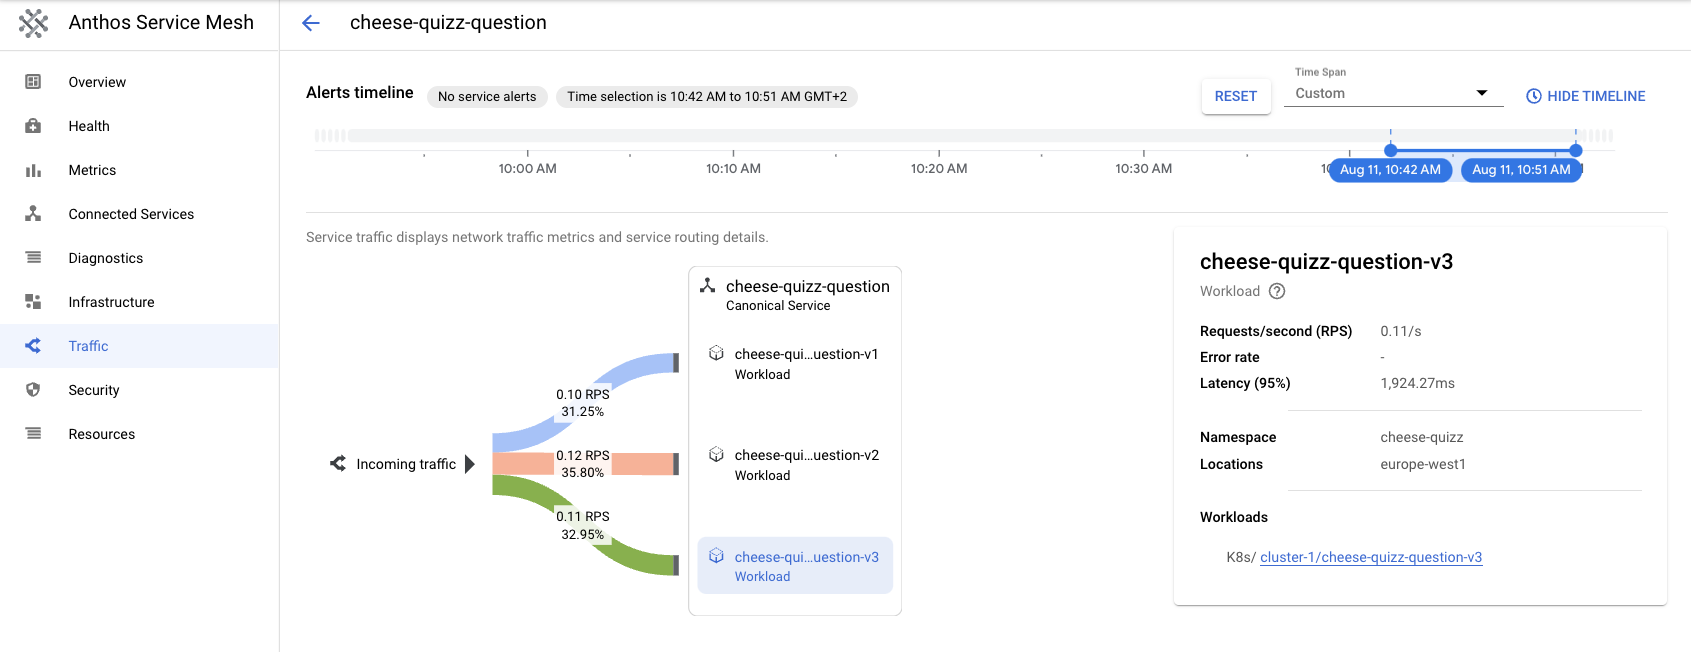 Anthos Service Mesh
cheese-quizz-question
Overview
Health
Metrics
Connected Services
Diagnostics
Infrastructure
Traffic
Security
Resources
Alerts timeline
No service alerts
Time selection is 10:42 AM to 10:51 AM GMT+2
RESET
Time Span
Custom
HIDE TIMELINE
10:00 AM
10:10 AM
10:20 AM
10:30 AM
Aug 11, 10:42 AM
Aug 11, 10:51 AM
Service traffic displays network traffic metrics and service routing details.
cheese-quizz-question
Canonical Service
cheese-qui...uestion-v1
Workload
0.10 RPS
31.25%
Incoming traffic
0.12 RPS
35.80%
cheese-qui...uestion-v2
Workload
0.11 RPS
32.95%
cheese-qui...uestion-v3
Workload
cheese-quizz-question-v3
Workload
Requests/second (RPS) 0.11/s
Error rate -
Latency (95%) 1,924.27ms
Namespace cheese-quizz
Locations europe-west1
Workloads
K8s/ cluster-1/cheese-quizz-question-v3